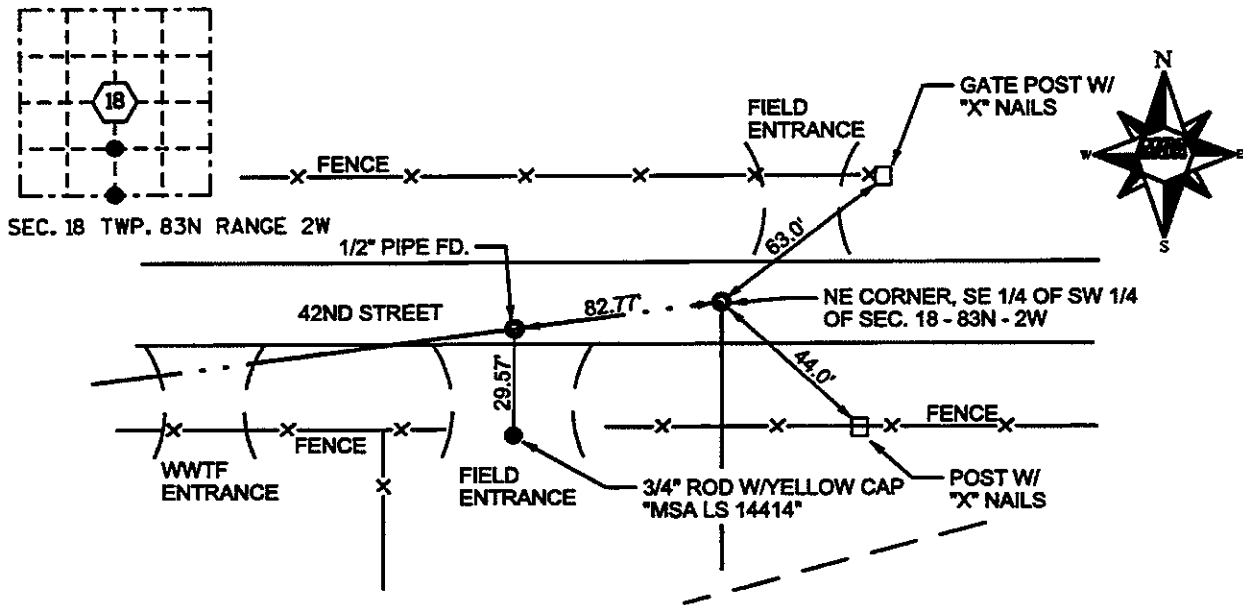 18
SEC. 18 TWP. 83N RANGE 2W
FENCE
FIELD
ENTRANCE
GATE POST W/
"X" NAILS
N
W
E
S
1/2" PIPE FD.
63.0'
42ND STREET
82.77'
NE CORNER, SE 1/4 OF SW 1/4
OF SEC. 18 - 83N - 2W
29.57'
44.0'
FENCE
FENCE
WWTF
ENTRANCE
FIELD
ENTRANCE
3/4" ROD W/YELLOW CAP
"MSA LS 14414"
POST W/
"X" NAILS